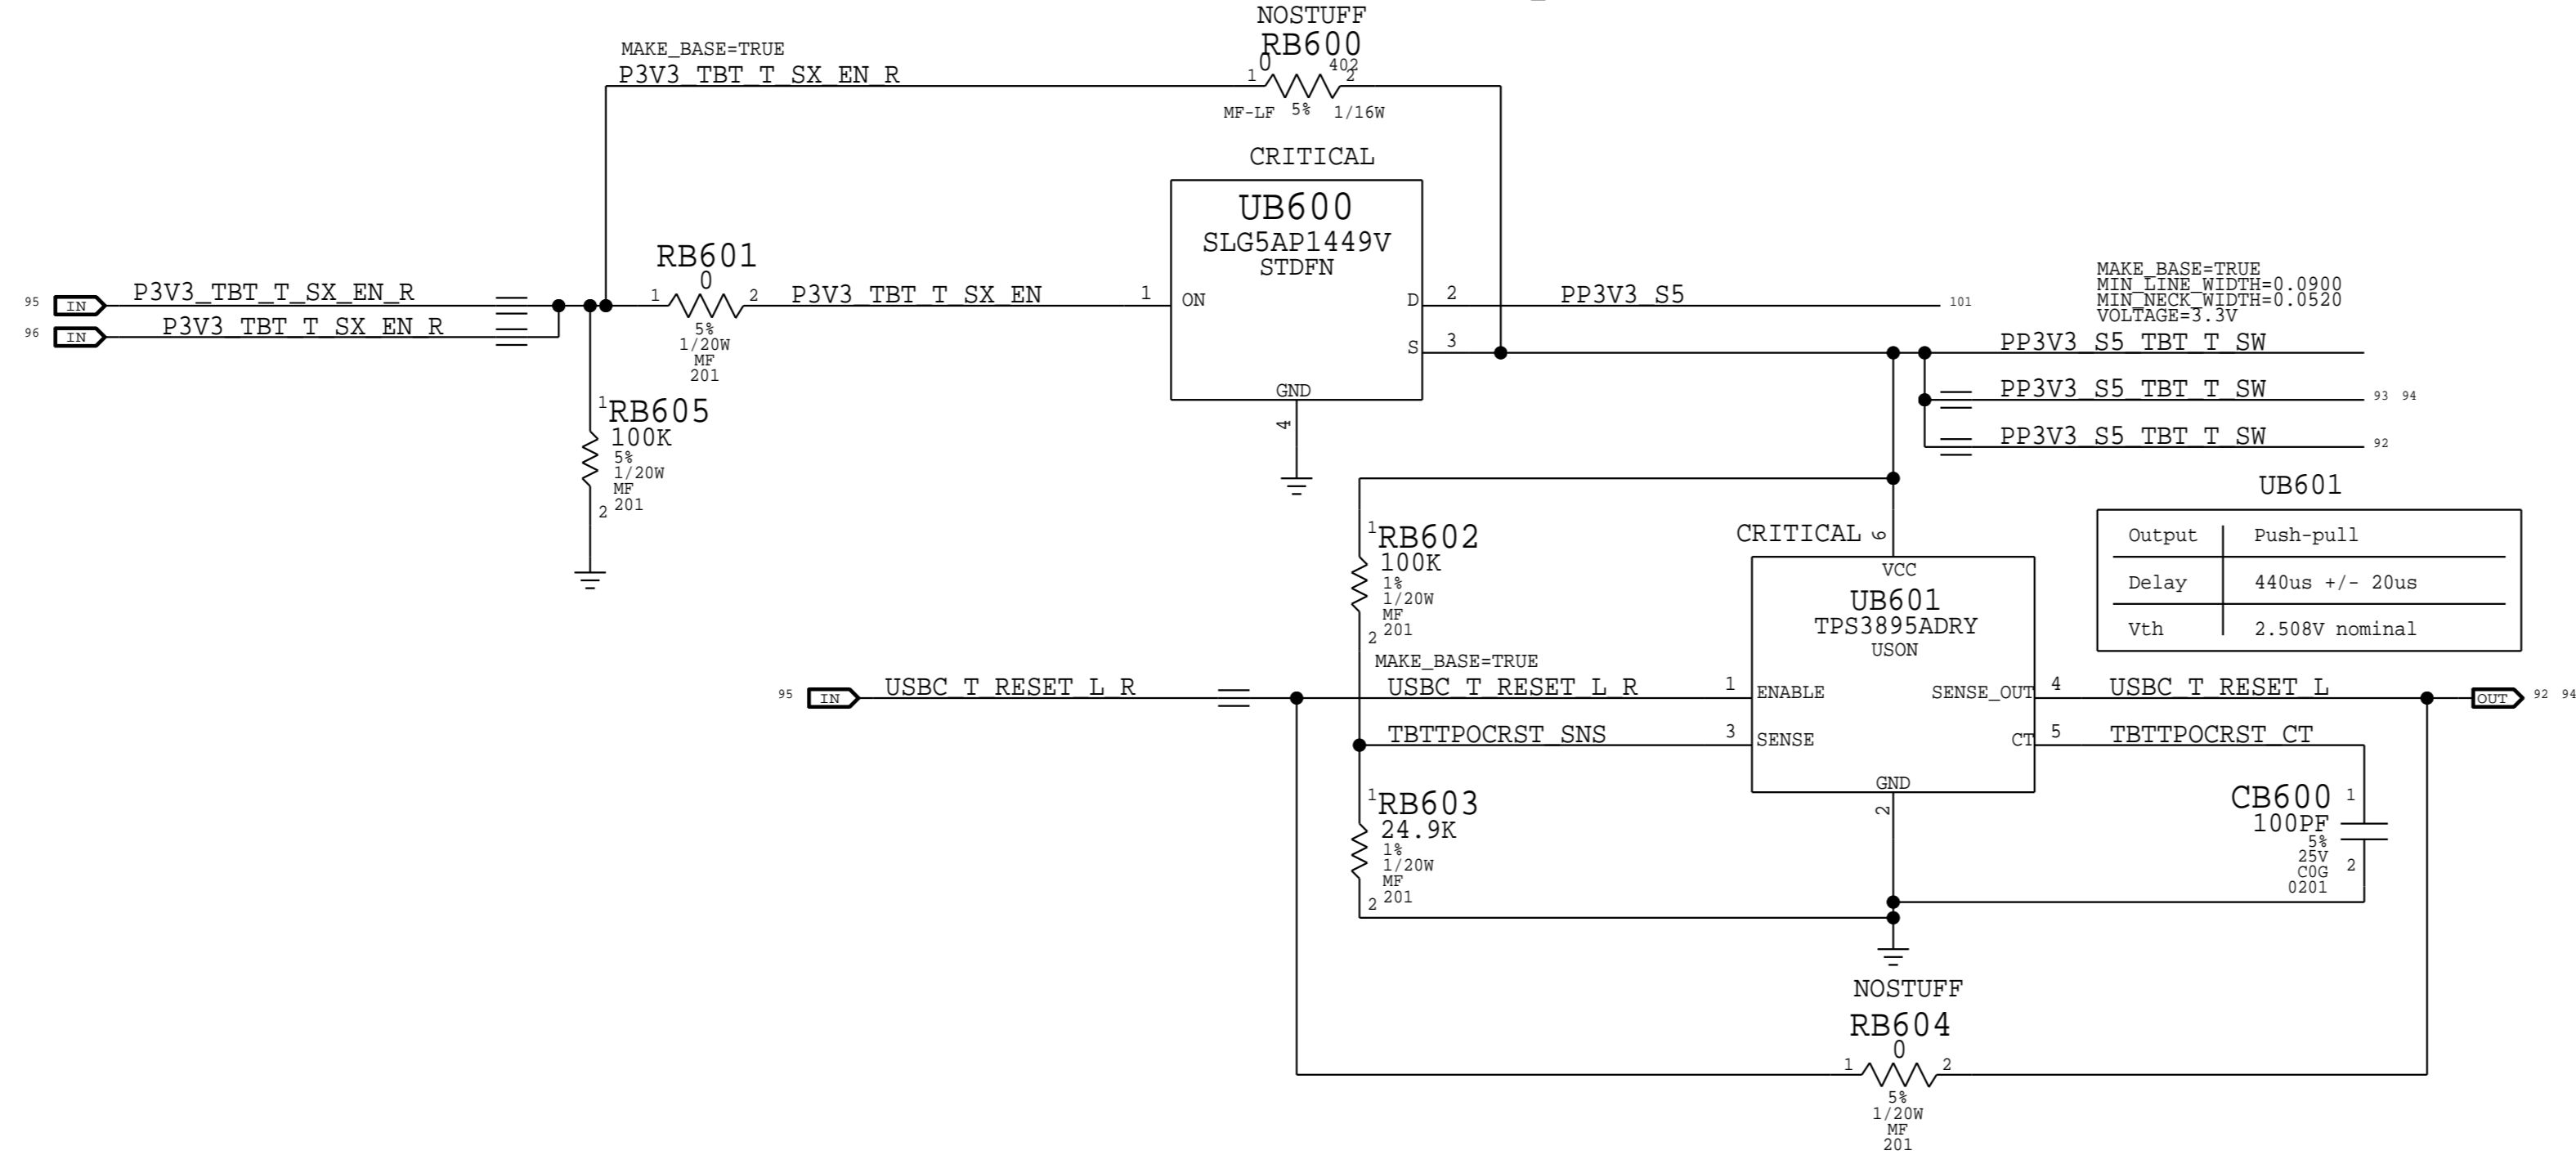 NOSTUFF
RB600
0
402
1
2
MF-LF 5% 1/16W
MAKE_BASE=TRUE
P3V3_TBT_T_SX_EN_R
CRITICAL
UB600
SLG5AP1449V
STDFN
ON
D
S
GND
1
2
3
4
95 IN P3V3_TBT_T_SX_EN_R
96 IN P3V3_TBT_T_SX_EN_R
RB601
0
1
2
5%
1/20W
MF
201
P3V3_TBT_T_SX_EN
PP3V3_S5
101
MAKE_BASE=TRUE
MIN_LINE_WIDTH=0.0900
MIN_NECK_WIDTH=0.0520
VOLTAGE=3.3V
PP3V3_S5_TBT_T_SW
PP3V3_S5_TBT_T_SW 93 94
PP3V3_S5_TBT_T_SW 92
1
RB605
100K
5%
1/20W
MF
201
2
UB601
Output Push-pull
Delay 440us +/- 20us
Vth 2.508V nominal
1
RB602
100K
1%
1/20W
MF
201
2
CRITICAL
6
VCC
UB601
TPS3895ADRY
USON
ENABLE
SENSE_OUT
SENSE
CT
GND
1
3
4
5
2
MAKE_BASE=TRUE
95 IN USBC_T_RESET_L_R
USBC_T_RESET_L_R
TBTTPOCRST_SNS
USBC_T_RESET_L
OUT 92 94
TBTTPOCRST_CT
1
RB603
24.9K
1%
1/20W
MF
201
2
CB600
100PF
5%
25V
C0G
0201
1
2
NOSTUFF
RB604
0
1
2
5%
1/20W
MF
201